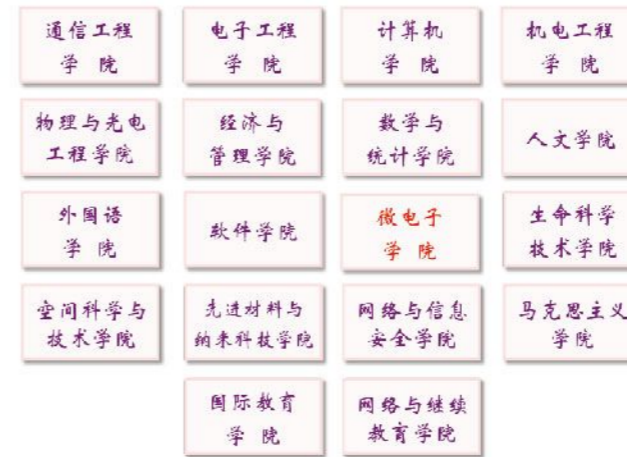 通信工程
学 院
电子工程
学 院
计算机
学 院
机电工程
学 院
物理与光电
工程学院
经济与
管理学院
数学与
统计学院
人文学院
外国语
学 院
软件学院
微电子
学 院
生命科学
技术学院
空间科学与
技术学院
先进材料与
纳米科技学院
网络与信息
安全学院
马克思主义
学院
国际教育
学 院
网络与继续
教育学院